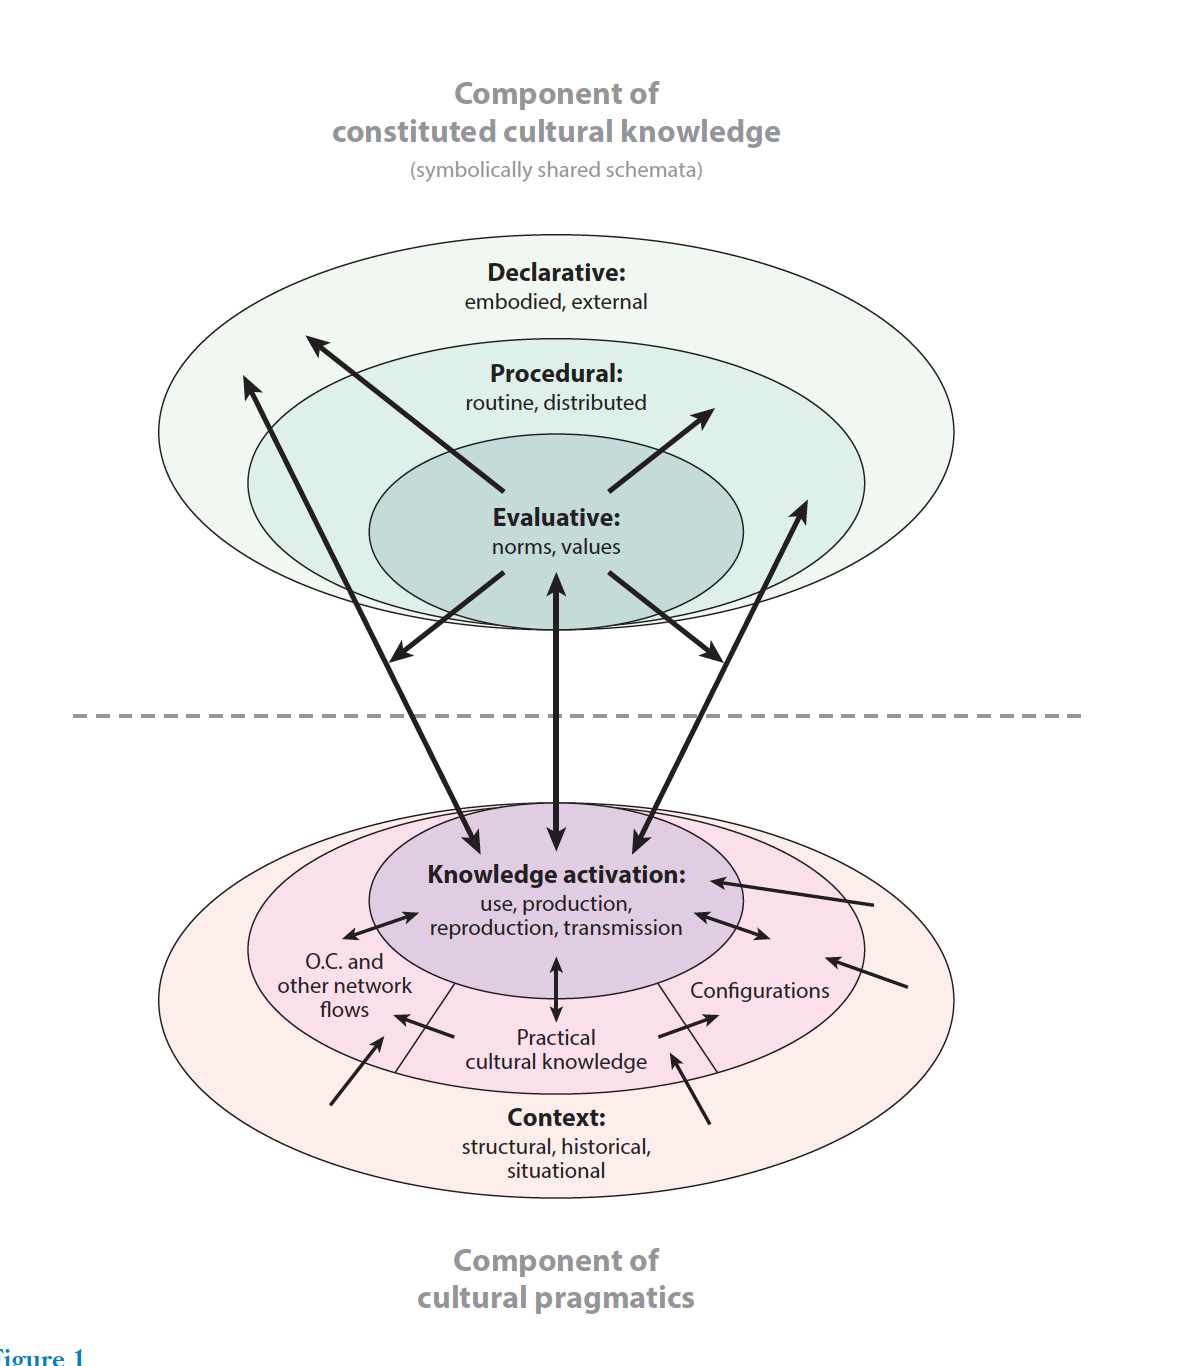 Component of
constituted cultural knowledge
(symbolically shared schemata)
Declarative:
embodied, external
Procedural:
routine, distributed
Evaluative:
norms, values
Knowledge activation:
use, production,
reproduction, transmission
O.C. and
other network
flows
Configurations
Practical
cultural knowledge
Context:
structural, historical,
situational
Component of
cultural pragmatics
Figure 1